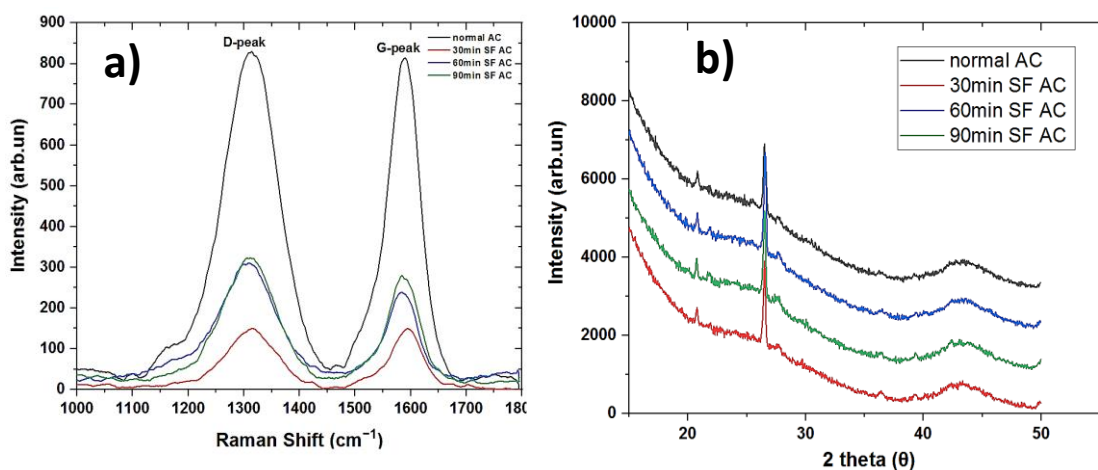 a)
D-peak
G-peak
normal AC
30min SF AC
60min SF AC
90min SF AC
900
800
700
600
500
400
300
200
100
0
Intensity (arb.un)
1000 1100 1200 1300 1400 1500 1600 1700 180
Raman Shift (cm⁻¹)
b)
normal AC
30min SF AC
60min SF AC
90min SF AC
10000
8000
6000
4000
2000
0
Intensity (arb.un)
20 30 40 50
2 theta (θ)